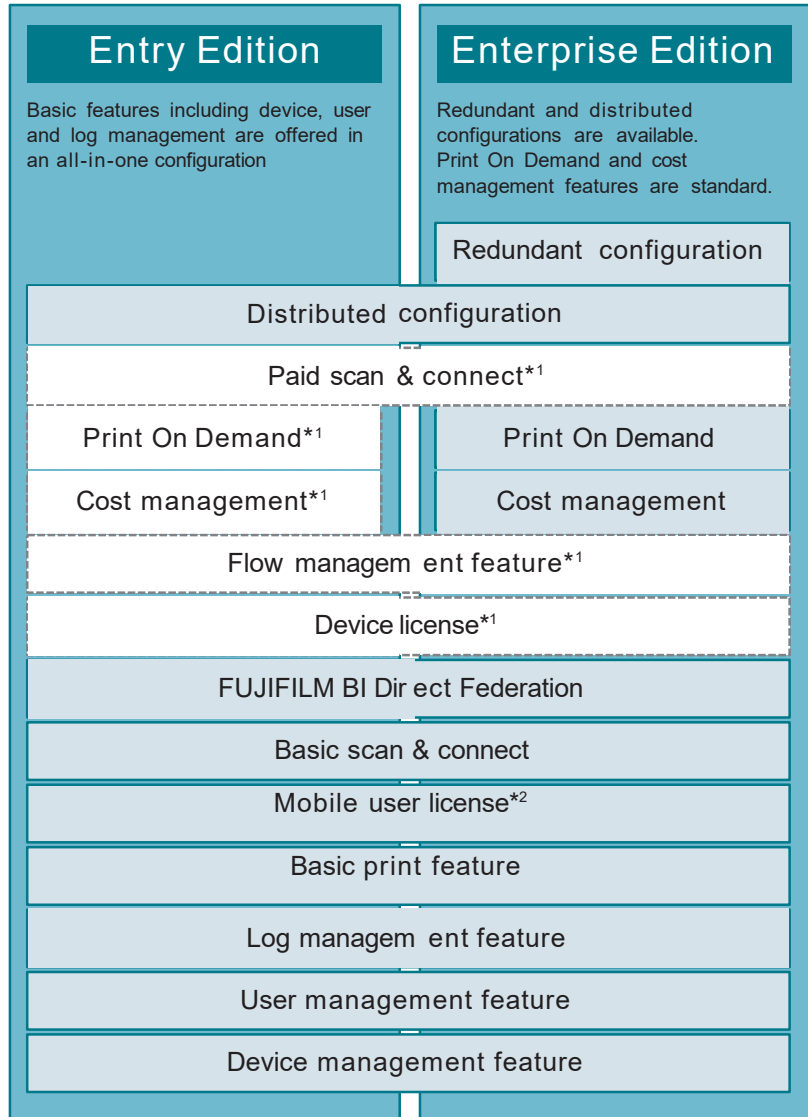 Entry Edition
Basic features including device, user
and log management are offered in
an all-in-one configuration
Enterprise Edition
Redundant and distributed
configurations are available.
Print On Demand and cost
management features are standard.
Redundant configuration
Distributed configuration
Paid scan & connect*1
Print On Demand*1
Print On Demand
Cost management*1
Cost management
Flow managem ent feature*1
Device license*1
FUJIFILM BI Dir ect Federation
Basic scan & connect
Mobile user license*2
Basic print feature
Log managem ent feature
User management feature
Device management feature